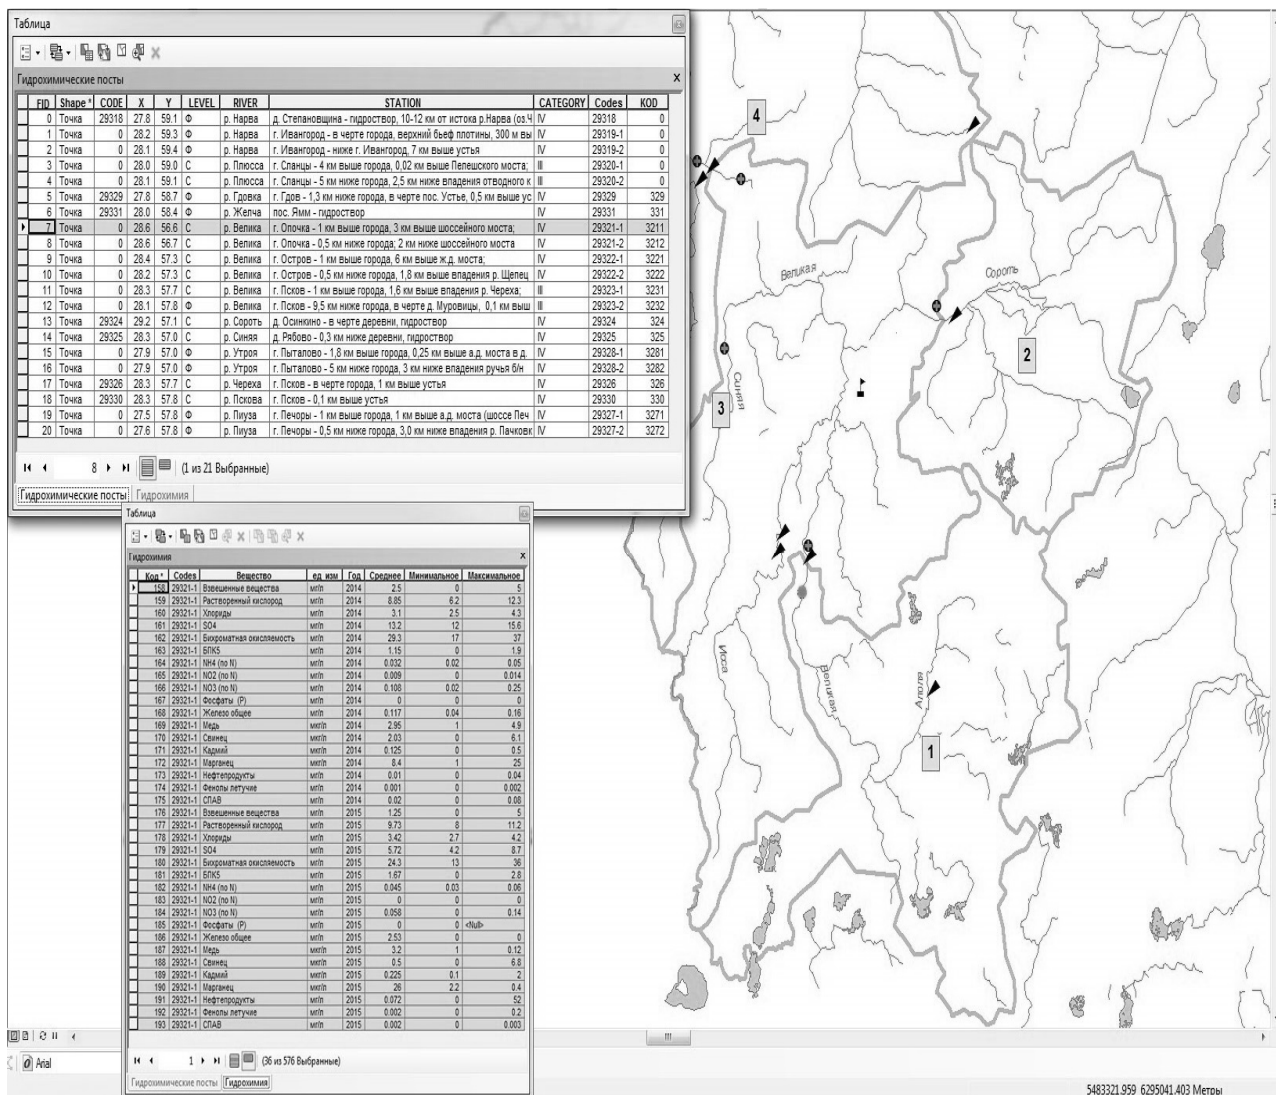 Таблица
Гидрохимические посты
FID Shape * CODE X Y LEVEL RIVER STATION CATEGORY Codes KOD
0 Точка 29318 27.8 59.1 Ф р. Нарва д. Степановщина - гидроствор, 10-12 км от истока р.Нарва (оз.Ч IV 29318 0
1 Точка 0 28.2 59.3 Ф р. Нарва г. Ивангород - в черте города, верхний бьеф плотины, 300 м вы IV 29319-1 0
2 Точка 0 28.1 59.4 Ф р. Нарва г. Ивангород - ниже г. Ивангород, 7 км выше устья IV 29319-2 0
3 Точка 0 28.0 59.0 С р. Плюсса г. Сланцы - 4 км выше города, 0,02 км выше Пелешского моста; III 29320-1 0
4 Точка 0 28.1 59.1 С р. Плюсса г. Сланцы - 5 км ниже города, 2,5 км ниже впадения отводного к III 29320-2 0
5 Точка 29329 27.8 58.7 Ф р. Гдовка г. Гдов - 1,3 км ниже города, в черте пос. Устье, 0,5 км выше ус IV 29329 329
6 Точка 29331 28.0 58.4 Ф р. Желча пос. Ямм - гидроствор IV 29331 331
7 Точка 0 28.6 56.6 С р. Велика г. Опочка - 1 км выше города, 3 км выше шоссейного моста; IV 29321-1 3211
8 Точка 0 28.6 56.7 С р. Велика г. Опочка - 0,5 км ниже города; 2 км ниже шоссейного моста IV 29321-2 3212
9 Точка 0 28.4 57.3 С р. Велика г. Остров - 1 км выше города, 6 км выше ж.д. моста; IV 29322-1 3221
10 Точка 0 28.2 57.3 С р. Велика г. Остров - 0,5 км ниже города, 1,8 км выше впадения р. Щепец IV 29322-2 3222
11 Точка 0 28.3 57.7 С р. Велика г. Псков - 1 км выше города, 1,6 км выше впадения р. Череха; III 29323-1 3231
12 Точка 0 28.1 57.8 Ф р. Велика г. Псков - 9,5 км ниже города, в черте д. Муровицы, 0,1 км выш III 29323-2 3232
13 Точка 29324 29.2 57.1 С р. Сороть д. Осинкино - в черте деревни, гидроствор IV 29324 324
14 Точка 29325 28.3 57.0 С р. Синяя д. Рябово - 0,3 км ниже деревни, гидроствор IV 29325 325
15 Точка 0 27.9 57.0 Ф р. Утроя г. Пыталово - 1,8 км выше города, 0,25 км выше а.д. моста в д. IV 29328-1 3281
16 Точка 0 27.9 57.0 Ф р. Утроя г. Пыталово - 5 км ниже города, 3 км ниже впадения ручья б/н IV 29328-2 3282
17 Точка 29326 28.3 57.7 С р. Череха г. Псков - в черте города, 1 км выше устья IV 29326 326
18 Точка 29330 28.3 57.8 С р. Пскова г. Псков - 0,1 км выше устья IV 29330 330
19 Точка 0 27.5 57.8 Ф р. Пиуза г. Печоры - 1 км выше города, 1 км выше а.д. моста (шоссе Печ IV 29327-1 3271
20 Точка 0 27.6 57.8 Ф р. Пиуза г. Печоры - 0,5 км ниже города, 3,0 км ниже впадения р. Пачковк IV 29327-2 3272
8 (1 из 21 Выбранные)
Гидрохимические посты Гидрохимия
Таблица
Гидрохимия
Код * Codes Вещество ед_изм Год Среднее Минимальное Максимальное
158 29321-1 Взвешенные вещества мг/л 2014 2.5 0 5
159 29321-1 Растворенный кислород мг/л 2014 8.85 6.2 12.3
160 29321-1 Хлориды мг/л 2014 3.1 2.5 4.3
161 29321-1 SO4 мг/л 2014 13.2 12 15.6
162 29321-1 Бихроматная окисляемость мг/л 2014 29.3 17 37
163 29321-1 БПК5 мг/л 2014 1.15 0 1.9
164 29321-1 NH4 (по N) мг/л 2014 0.032 0.02 0.05
165 29321-1 NO2 (по N) мг/л 2014 0.009 0 0.014
166 29321-1 NO3 (по N) мг/л 2014 0.108 0.02 0.25
167 29321-1 Фосфаты (P) мг/л 2014 0 0 0
168 29321-1 Железо общее мг/л 2014 0.117 0.04 0.16
169 29321-1 Медь мкг/л 2014 2.95 1 4.9
170 29321-1 Свинец мкг/л 2014 2.03 0 6.1
171 29321-1 Кадмий мкг/л 2014 0.125 0 0.5
172 29321-1 Марганец мкг/л 2014 8.4 1 25
173 29321-1 Нефтепродукты мг/л 2014 0.01 0 0.04
174 29321-1 Фенолы летучие мг/л 2014 0.001 0 0.002
175 29321-1 СПАВ мг/л 2014 0.02 0 0.08
176 29321-1 Взвешенные вещества мг/л 2015 1.25 0 5
177 29321-1 Растворенный кислород мг/л 2015 9.73 8 11.2
178 29321-1 Хлориды мг/л 2015 3.42 2.7 4.2
179 29321-1 SO4 мг/л 2015 5.72 4.2 8.7
180 29321-1 Бихроматная окисляемость мг/л 2015 24.3 13 36
181 29321-1 БПК5 мг/л 2015 1.67 0 2.8
182 29321-1 NH4 (по N) мг/л 2015 0.045 0.03 0.06
183 29321-1 NO2 (по N) мг/л 2015 0 0 0
184 29321-1 NO3 (по N) мг/л 2015 0.058 0 0.14
185 29321-1 Фосфаты (P) мг/л 2015 0 0 <Null>
186 29321-1 Железо общее мг/л 2015 2.53 0 0
187 29321-1 Медь мкг/л 2015 3.2 1 0.12
188 29321-1 Свинец мкг/л 2015 0.5 0 6.8
189 29321-1 Кадмий мкг/л 2015 0.225 0.1 2
190 29321-1 Марганец мкг/л 2015 26 2.2 0.4
191 29321-1 Нефтепродукты мг/л 2015 0.072 0 52
192 29321-1 Фенолы летучие мг/л 2015 0.002 0 0.2
193 29321-1 СПАВ мг/л 2015 0.002 0 0.003
1 (36 из 576 Выбранные)
Гидрохимические посты Гидрохимия
4
Великая
Сороть
2
Синяя
3
Исса
Великая
Алоля
1
Arial
5483321,959 6295041,403 Метры